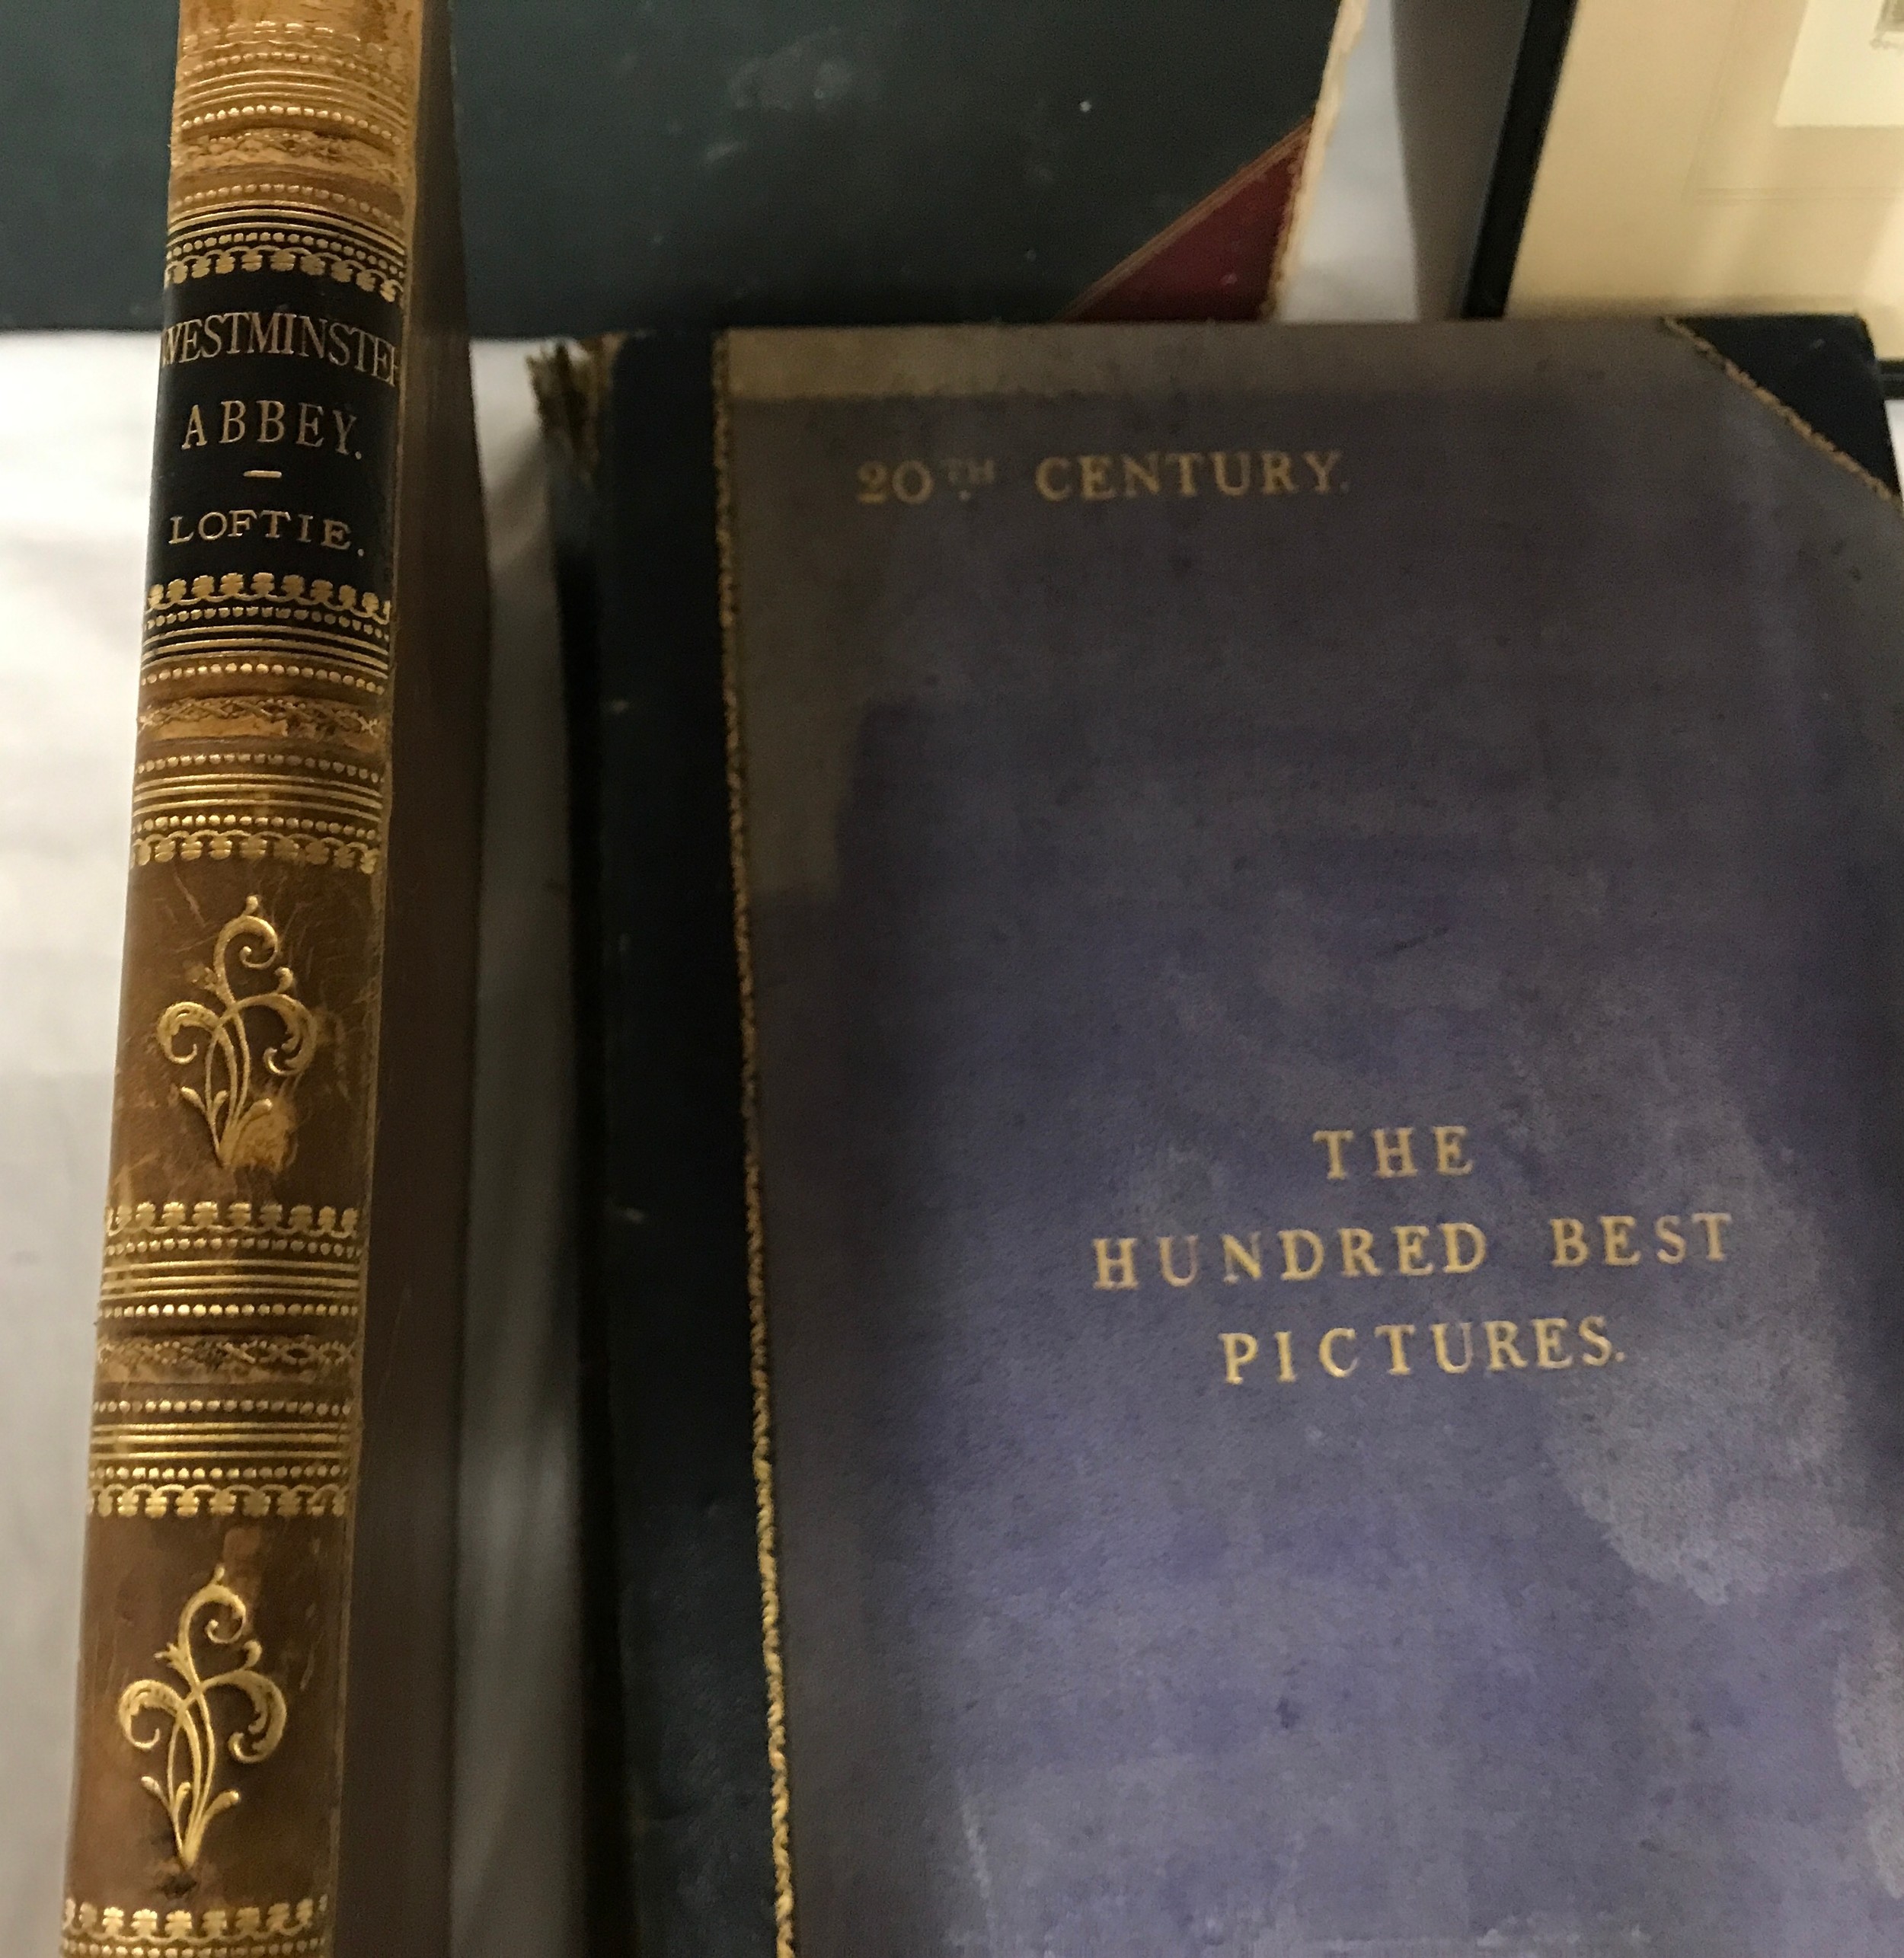 WESTMINSTER
ABBEY.
LOFTIE.
20TH CENTURY.
THE
HUNDRED BEST
PICTURES.